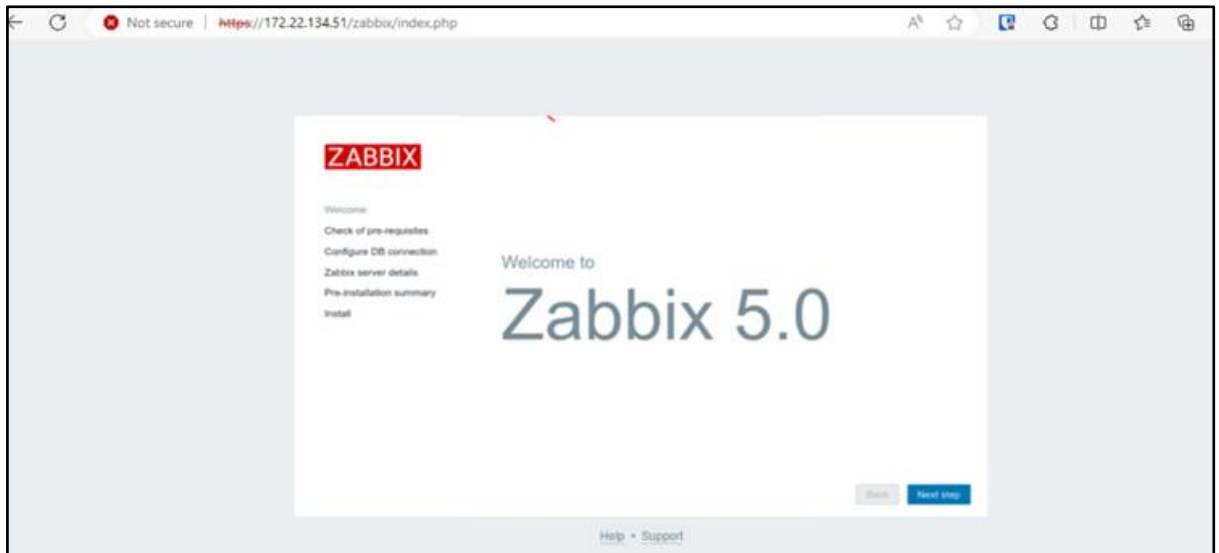 Not secure | https://172.22.134.51/zabbix/index.php
ZABBIX
Welcome
Check of pre-requisites
Configure DB connection
Zabbix server details
Pre-installation summary
Install
Welcome to
Zabbix 5.0
Back Next step
Help • Support